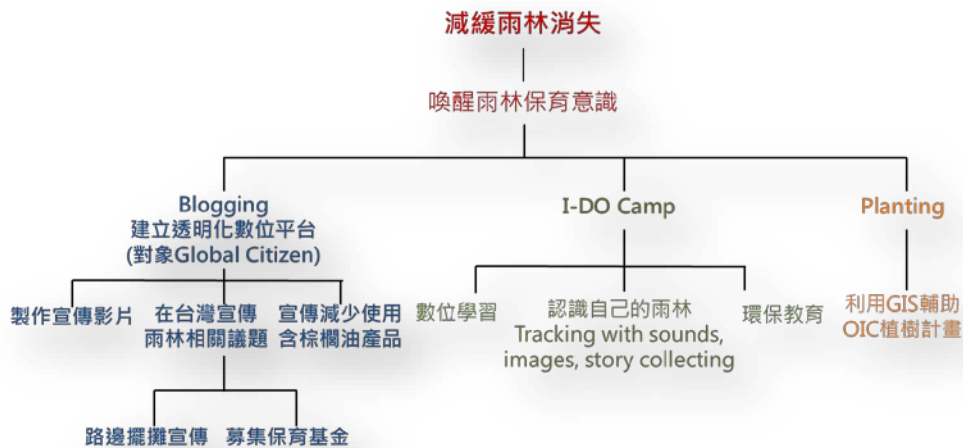 減緩雨林消失
喚醒雨林保育意識
Blogging
建立透明化數位平台
(對象Global Citizen)
I-DO Camp
Planting
製作宣傳影片
在台灣宣傳
雨林相關議題
宣傳減少使用
含棕櫚油產品
數位學習
認識自己的雨林
Tracking with sounds,
images, story collecting
環保教育
利用GIS輔助
OIC植樹計畫
路邊擺攤宣傳
募集保育基金